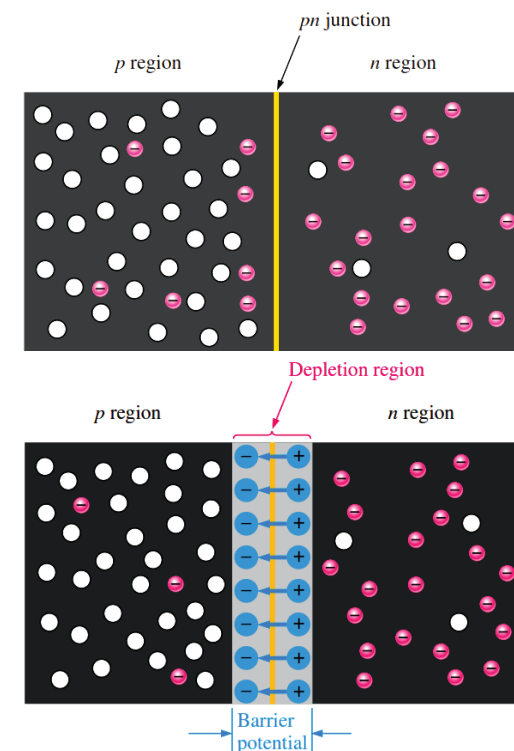 pn junction
p region
n region
Depletion region
p region
n region
− +
− +
− +
− +
− +
− +
− +
− +
Barrier
potential